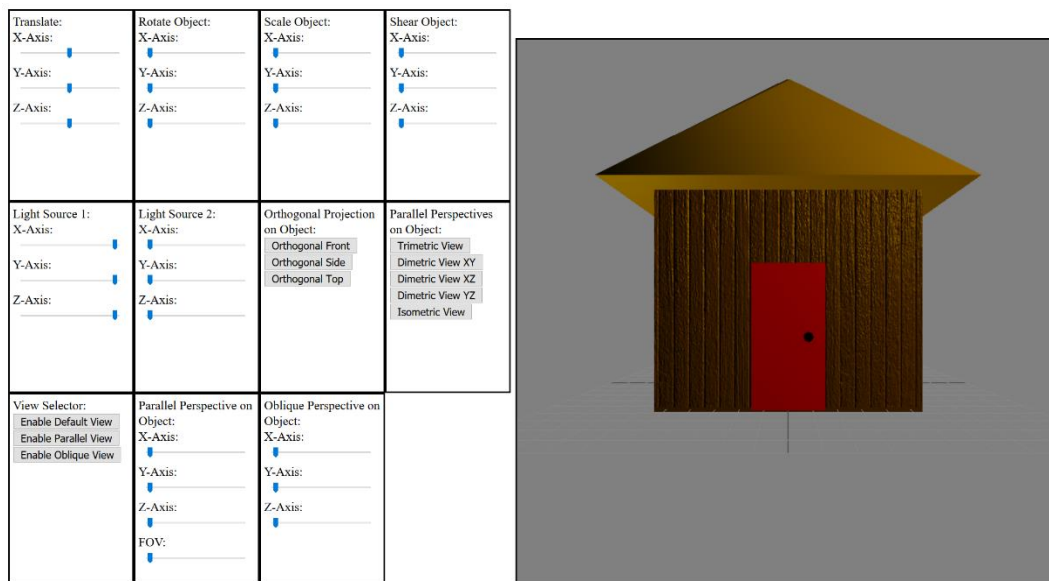 Translate:
X-Axis:
Y-Axis:
Z-Axis:
Rotate Object:
X-Axis:
Y-Axis:
Z-Axis:
Scale Object:
X-Axis:
Y-Axis:
Z-Axis:
Shear Object:
X-Axis:
Y-Axis:
Z-Axis:
Light Source 1:
X-Axis:
Y-Axis:
Z-Axis:
Light Source 2:
X-Axis:
Y-Axis:
Z-Axis:
Orthogonal Projection
on Object:
Orthogonal Front
Orthogonal Side
Orthogonal Top
Parallel Perspectives
on Object:
Trimetric View
Dimetric View XY
Dimetric View XZ
Dimetric View YZ
Isometric View
View Selector:
Enable Default View
Enable Parallel View
Enable Oblique View
Parallel Perspective on
Object:
X-Axis:
Y-Axis:
Z-Axis:
FOV:
Oblique Perspective on
Object:
X-Axis:
Y-Axis:
Z-Axis: